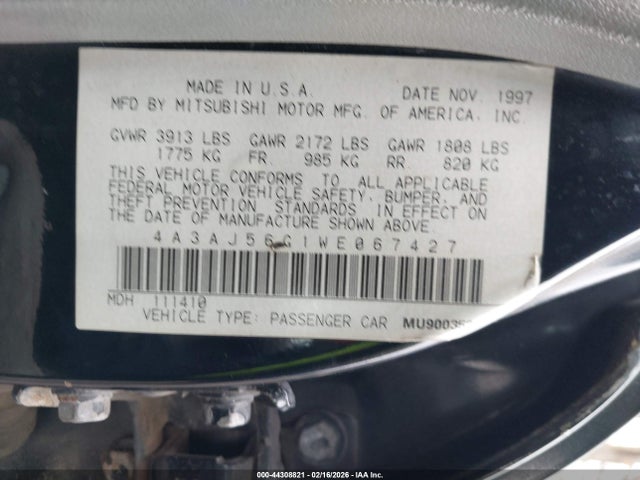 MADE IN U.S.A. DATE NOV. 1997
MFD BY MITSUBISHI MOTOR MFG. OF AMERICA, INC.
GVWR 3913 LBS GAWR 2172 LBS GAWR 1808 LBS
1775 KG FR. 985 KG RR. 820 KG
THIS VEHICLE CONFORMS TO ALL APPLICABLE
FEDERAL MOTOR VEHICLE SAFETY, BUMPER, AND
THEFT PREVENTION STANDARDS IN EFFECT ON
THE DATE OF MANUFACTURE SHOWN ABOVE.
4A3AJ56G1WE067427
MDH 111410
VEHICLE TYPE: PASSENGER CAR
000-44308821 - 02/16/2026 - IAA Inc.